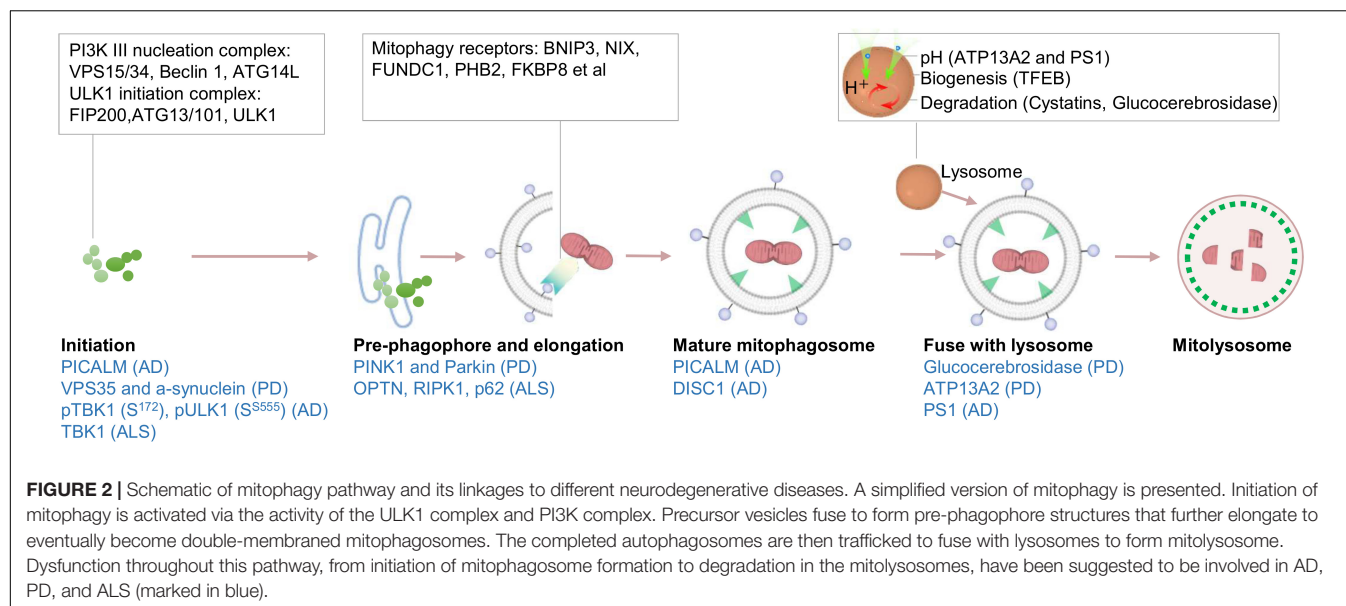 PI3K III nucleation complex:
VPS15/34, Beclin 1, ATG14L
ULK1 initiation complex:
FIP200,ATG13/101, ULK1
Mitophagy receptors: BNIP3, NIX,
FUNDC1, PHB2, FKBP8 et al
H+
pH (ATP13A2 and PS1)
Biogenesis (TFEB)
Degradation (Cystatins, Glucocerebrosidase)
Lysosome
Initiation
PICALM (AD)
VPS35 and a-synuclein (PD)
pTBK1 (S172), pULK1 (SS555) (AD)
TBK1 (ALS)
Pre-phagophore and elongation
PINK1 and Parkin (PD)
OPTN, RIPK1, p62 (ALS)
Mature mitophagosome
PICALM (AD)
DISC1 (AD)
Fuse with lysosome
Glucocerebrosidase (PD)
ATP13A2 (PD)
PS1 (AD)
Mitolysosome
FIGURE 2 | Schematic of mitophagy pathway and its linkages to different neurodegenerative diseases. A simplified version of mitophagy is presented. Initiation of
mitophagy is activated via the activity of the ULK1 complex and PI3K complex. Precursor vesicles fuse to form pre-phagophore structures that further elongate to
eventually become double-membraned mitophagosomes. The completed autophagosomes are then trafficked to fuse with lysosomes to form mitolysosome.
Dysfunction throughout this pathway, from initiation of mitophagosome formation to degradation in the mitolysosomes, have been suggested to be involved in AD,
PD, and ALS (marked in blue).